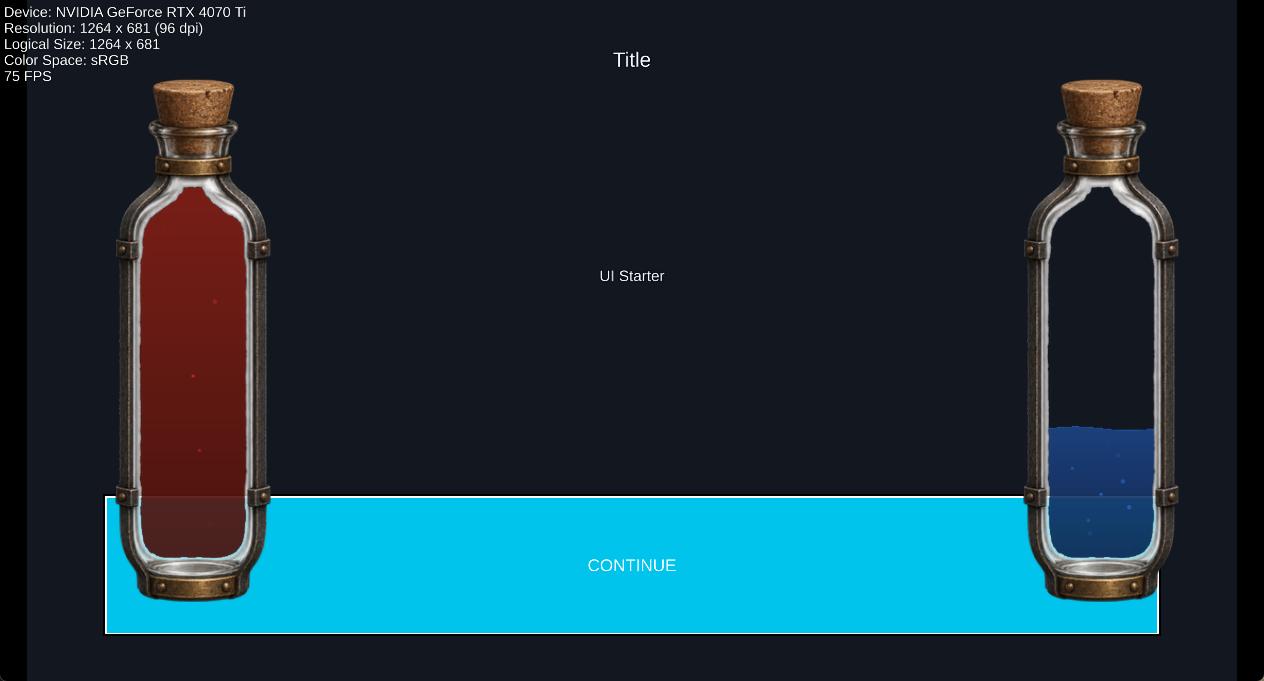 Device: NVIDIA GeForce RTX 4070 Ti
Resolution: 1264 x 681 (96 dpi)
Logical Size: 1264 x 681
Color Space: sRGB
75 FPS
Title
UI Starter
CONTINUE